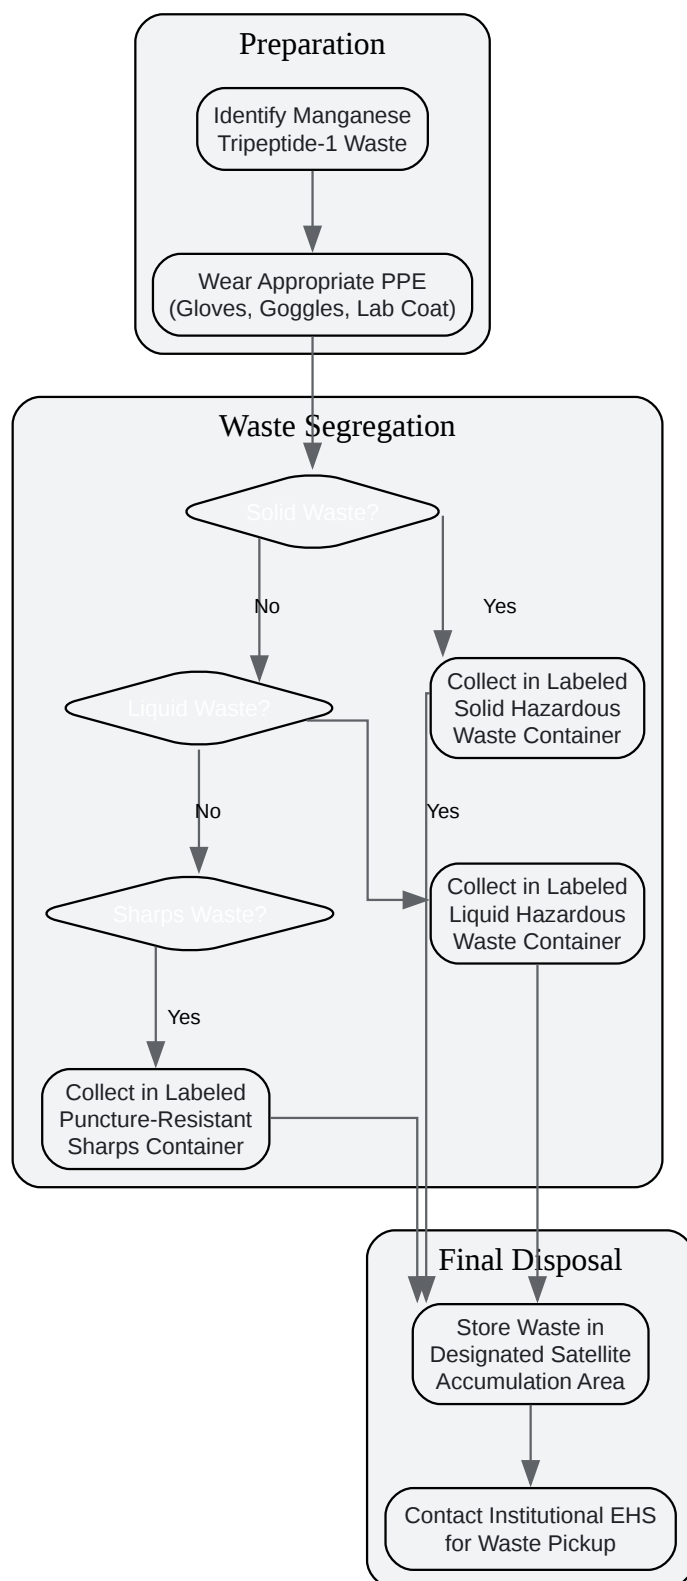 Preparation
Identify Manganese
Tripeptide-1 Waste
Wear Appropriate PPE
(Gloves, Goggles, Lab Coat)
Waste Segregation
Solid Waste?
No
Yes
Liquid Waste?
Collect in Labeled
Solid Hazardous
Waste Container
No
Yes
Sharps Waste?
Collect in Labeled
Liquid Hazardous
Waste Container
Yes
Collect in Labeled
Puncture-Resistant
Sharps Container
Final Disposal
Store Waste in
Designated Satellite
Accumulation Area
Contact Institutional EHS
for Waste Pickup